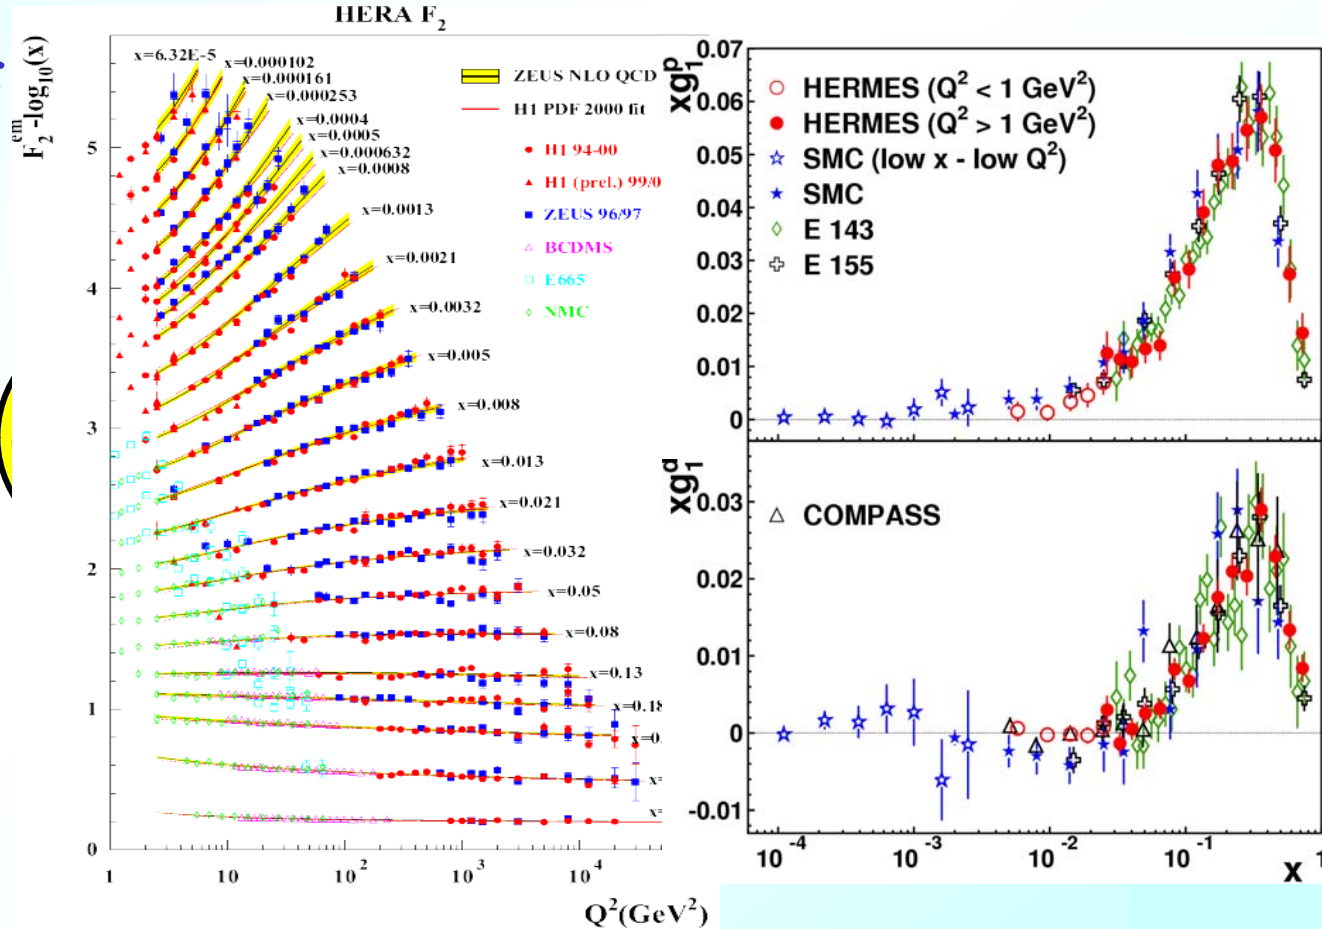 HERA F₂
F₂ᵉᵐ -log₁₀(x)
x=6.32E-5
x=0.000102
x=0.000161
x=0.000253
x=0.0004
x=0.0005
x=0.000632
x=0.0008
x=0.0013
x=0.0021
x=0.0032
x=0.005
x=0.008
x=0.013
x=0.021
x=0.032
x=0.05
x=0.08
x=0.13
x=0.18
x=0.
x=
x=
ZEUS NLO QCD
H1 PDF 2000 fit
H1 94-00
H1 (prel.) 99/0
ZEUS 96/97
BCDMS
E665
NMC
5
4
3
2
1
0
1 10 10² 10³ 10⁴
Q²(GeV²)
xg₁ᵖ
0.07
0.06
0.05
0.04
0.03
0.02
0.01
0
HERMES (Q² < 1 GeV²)
HERMES (Q² > 1 GeV²)
SMC (low x - low Q²)
SMC
E 143
E 155
xg₁ᵈ
0.03
0.02
0.01
0
-0.01
COMPASS
10⁻⁴ 10⁻³ 10⁻² 10⁻¹ 1
x